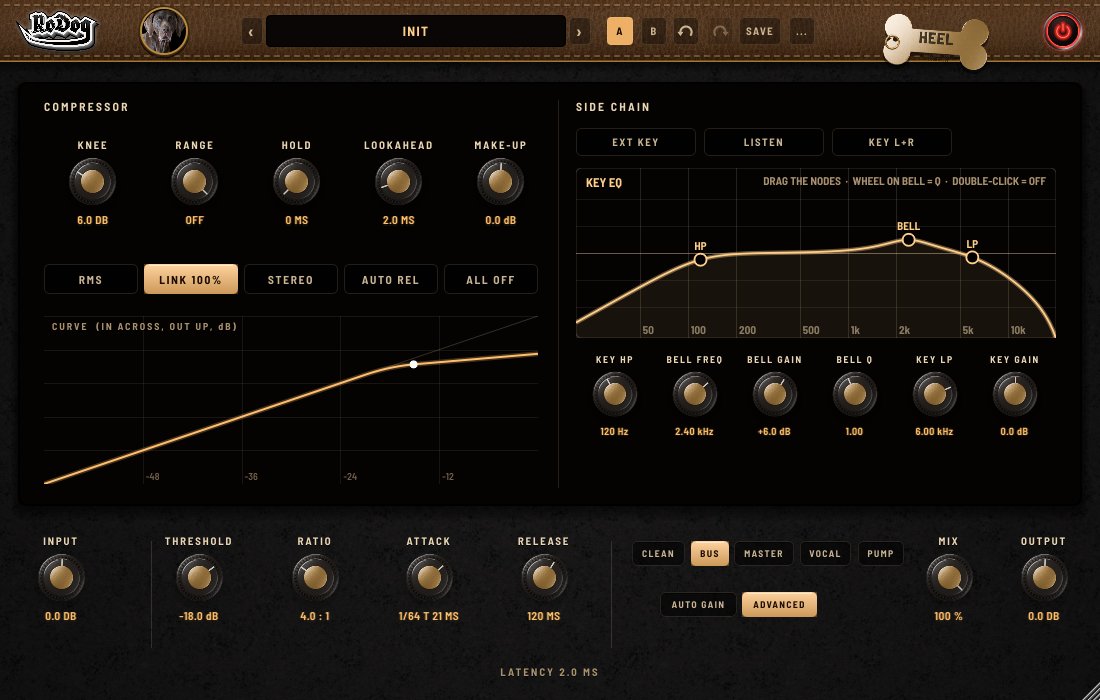 KoDog
‹ INIT › A B SAVE ... HEEL
COMPRESSOR
KNEE RANGE HOLD LOOKAHEAD MAKE-UP
6.0 DB OFF 0 MS 2.0 MS 0.0 dB
RMS LINK 100% STEREO AUTO REL ALL OFF
CURVE (IN ACROSS, OUT UP, dB)
-48 -36 -24 -12
SIDE CHAIN
EXT KEY LISTEN KEY L+R
KEY EQ DRAG THE NODES · WHEEL ON BELL = Q · DOUBLE-CLICK = OFF
BELL
HP LP
50 100 200 500 1k 2k 5k 10k
KEY HP BELL FREQ BELL GAIN BELL Q KEY LP KEY GAIN
120 Hz 2.40 kHz +6.0 dB 1.00 6.00 kHz 0.0 dB
INPUT THRESHOLD RATIO ATTACK RELEASE
0.0 DB -18.0 dB 4.0 : 1 1/64 T 21 MS 120 MS
CLEAN BUS MASTER VOCAL PUMP
AUTO GAIN ADVANCED
MIX OUTPUT
100 % 0.0 DB
LATENCY 2.0 MS